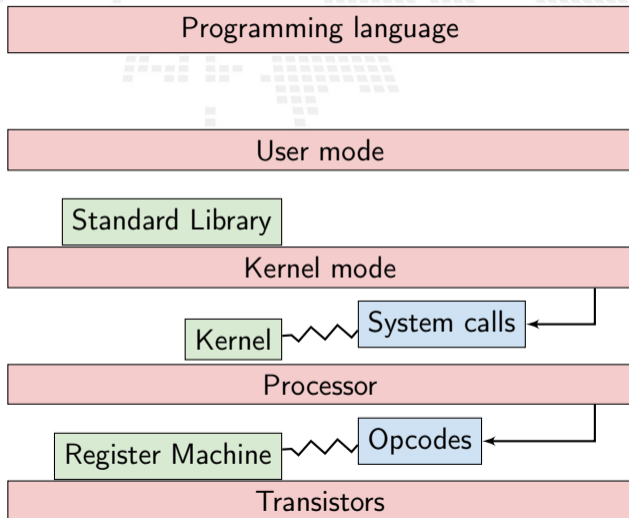 Programming language
User mode
Standard Library
Kernel mode
System calls
Kernel
Processor
Opcodes
Register Machine
Transistors